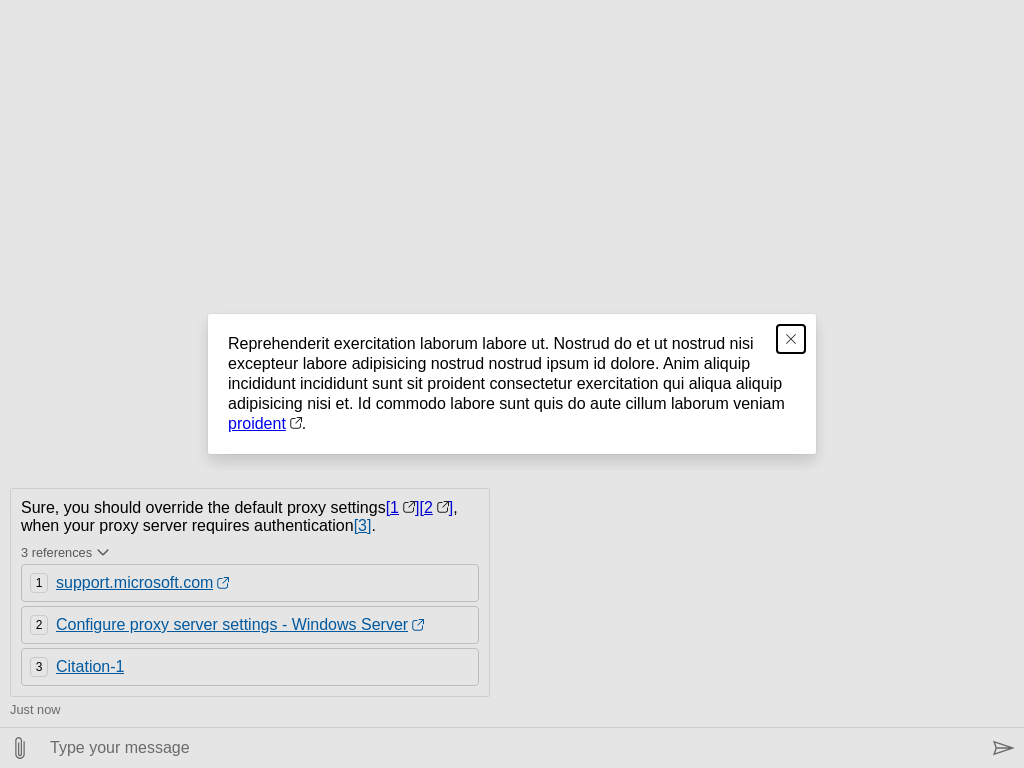 Reprehenderit exercitation laborum labore ut. Nostrud do et ut nostrud nisi
excepteur labore adipisicing nostrud nostrud ipsum id dolore. Anim aliquip
incididunt incididunt sunt sit proident consectetur exercitation qui aliqua aliquip
adipisicing nisi et. Id commodo labore sunt quis do aute cillum laborum veniam
proident.
Sure, you should override the default proxy settings[1][2],
when your proxy server requires authentication[3].
3 references
1 support.microsoft.com
2 Configure proxy server settings - Windows Server
3 Citation-1
Just now
Type your message